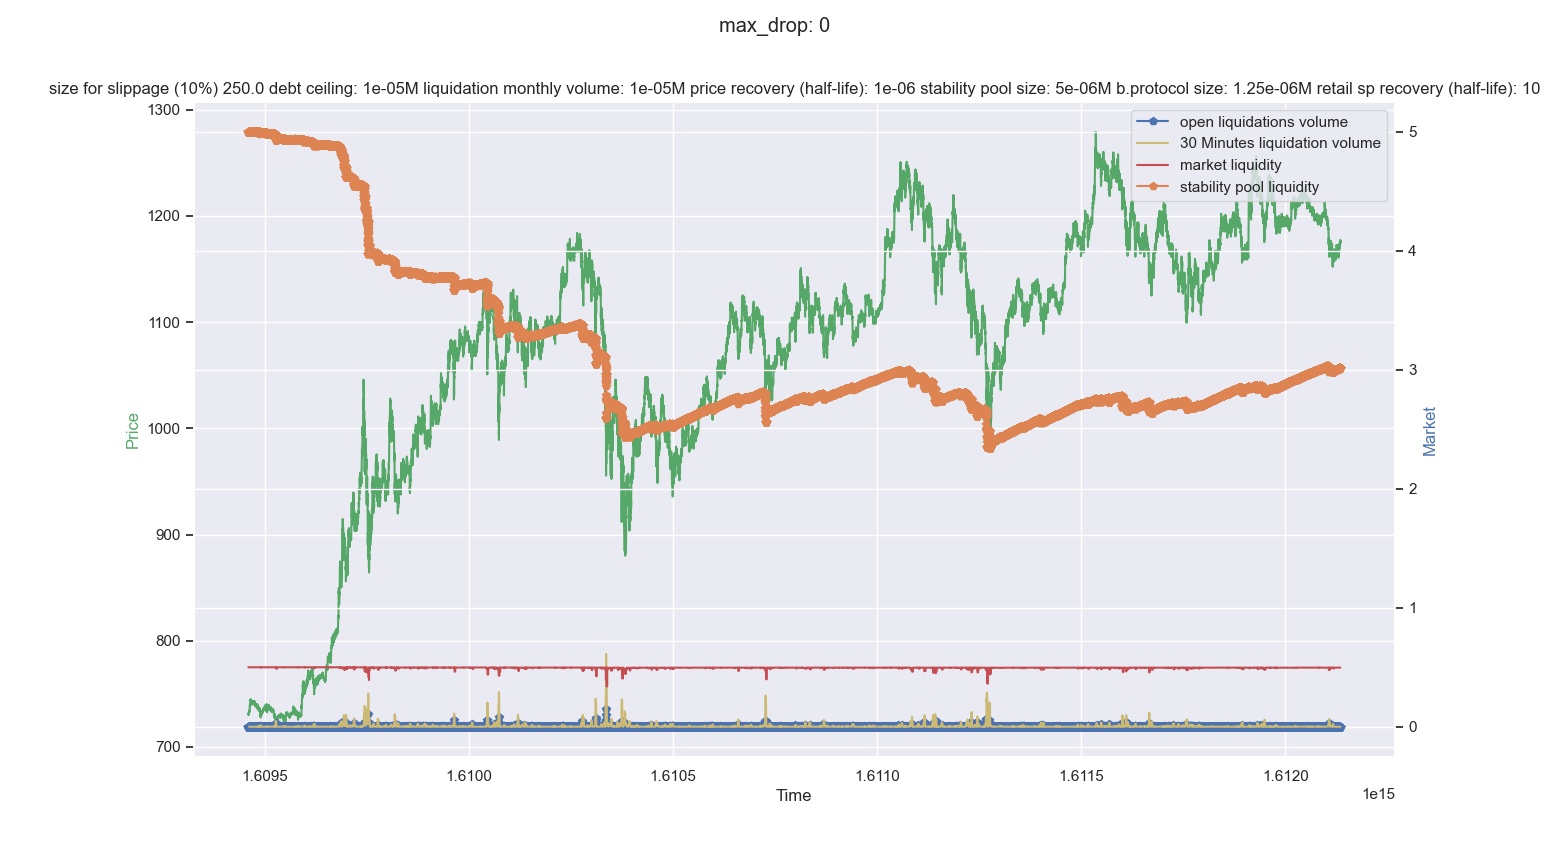 max_drop: 0
size for slippage (10%) 250.0 debt ceiling: 1e-05M liquidation monthly volume: 1e-05M price recovery (half-life): 1e-06 stability pool size: 5e-06M b.protocol size: 1.25e-06M retail sp recovery (half-life): 10
1300
1200
1100
1000
900
800
700
Price
open liquidations volume
30 Minutes liquidation volume
market liquidity
stability pool liquidity
5
4
3
2
1
0
Market
1.6095 1.6100 1.6105 1.6110 1.6115 1.6120
Time
1e15